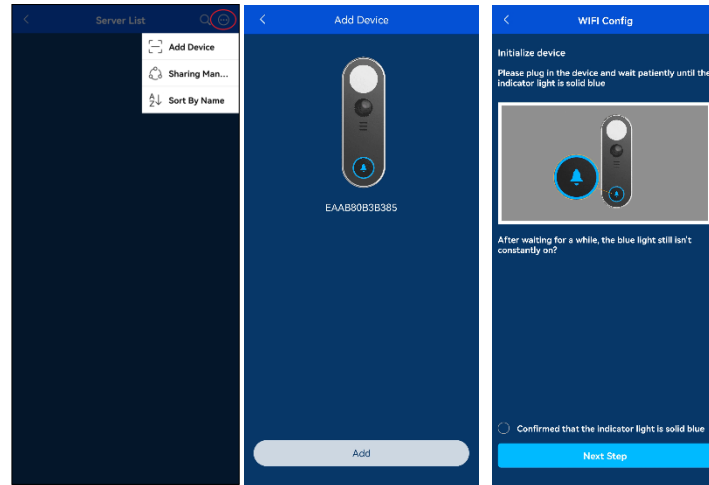 Server List
Add Device
Sharing Man...
Sort By Name
Add Device
EAAB80B3B385
Add
WIFI Config
Initialize device
Please plug in the device and wait patiently until the
indicator light is solid blue
After waiting for a while, the blue light still isn't
constantly on?
Confirmed that the indicator light is solid blue
Next Step